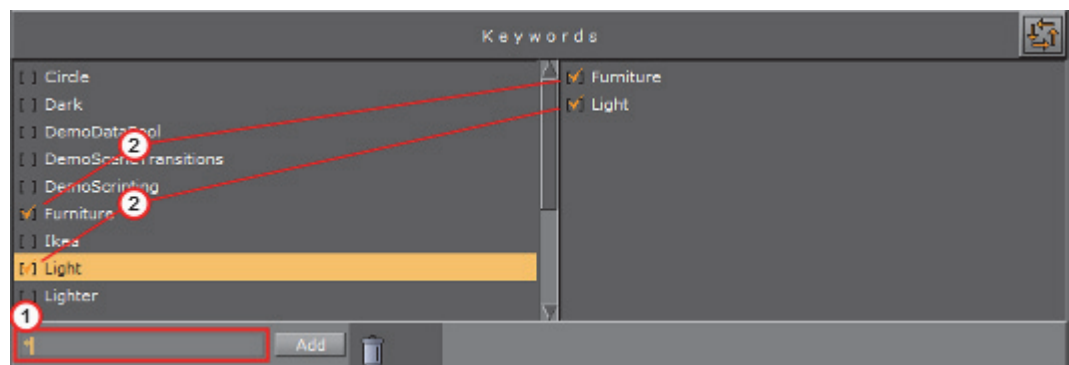 Keywords
[ ] Circle
[ ] Dark
[ ] DemoDataPool
[ ] DemoSceneTransitions
[ ] DemoScripting
[✓] Furniture
[ ] Ikea
[✓] Light
[ ] Lighter
[✓] Furniture
[✓] Light
2
2
1
* Add